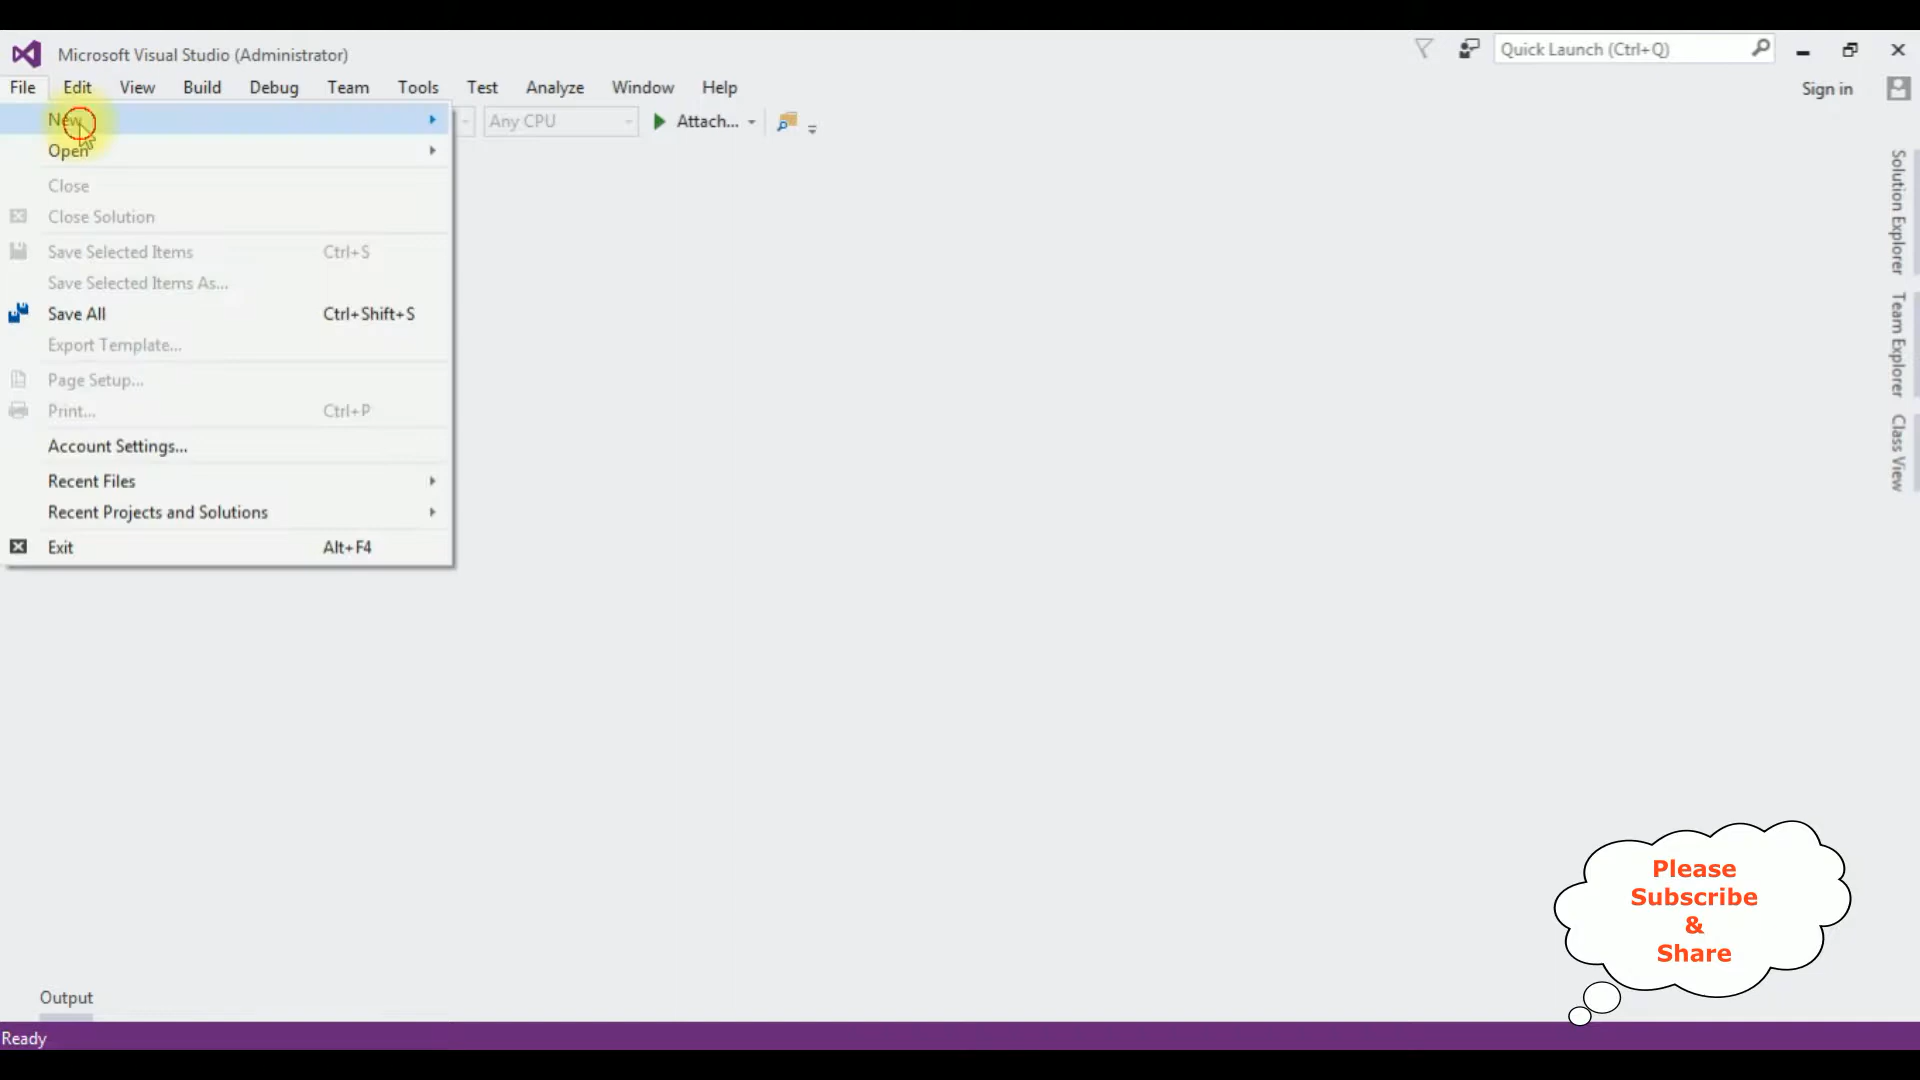 Microsoft Visual Studio (Administrator)
Quick Launch (Ctrl+Q)
File Edit View Build Debug Team Tools Test Analyze Window Help
Sign in
New
Any CPU
Attach...
Open
Close
Close Solution
Save Selected Items Ctrl+S
Save Selected Items As...
Save All Ctrl+Shift+S
Export Template...
Page Setup...
Print... Ctrl+P
Account Settings...
Recent Files
Recent Projects and Solutions
Exit Alt+F4
Solution Explorer
Team Explorer
Class View
Please
Subscribe
&
Share
Output
Ready